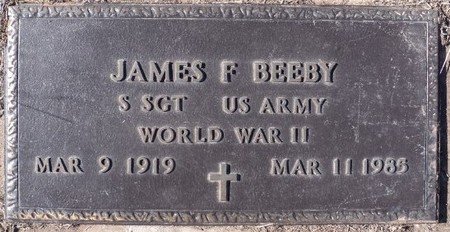 JAMES F BEEBY
S SGT US ARMY
WORLD WAR II
MAR 9 1919 MAR 11 1985